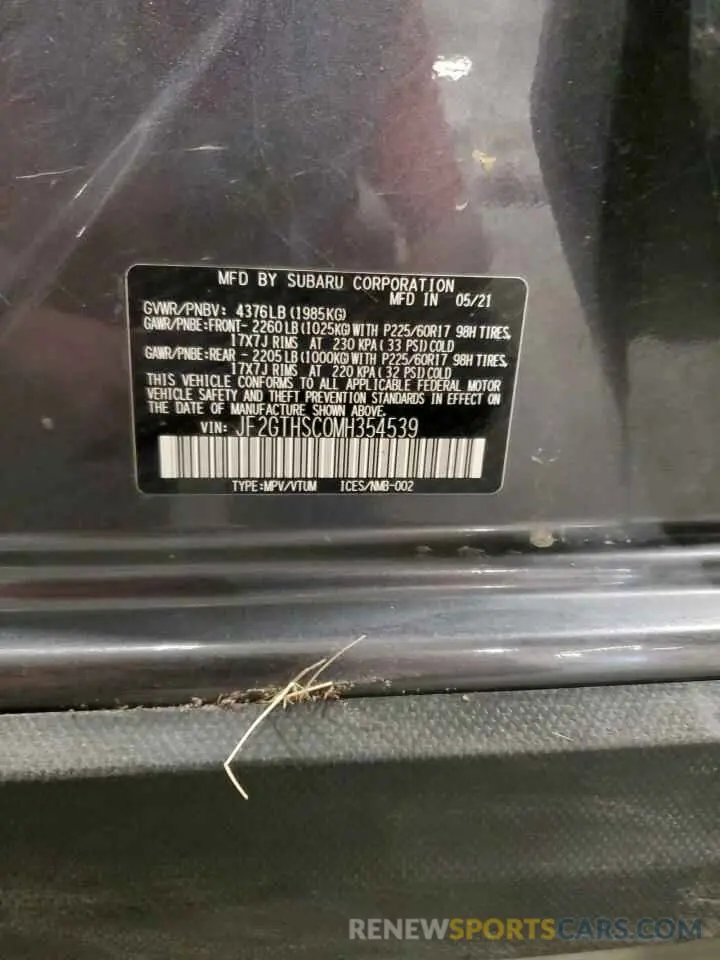 MFD BY SUBARU CORPORATION
MFD IN 05/21
GVWR/PNBV: 4376LB (1985KG)
GAWR/PNBE:FRONT- 2260LB (1025KG) WITH P225/60R17 98H TIRES,
17X7J RIMS AT 230 KPA ( 33 PSI) COLD
GAWR/PNBE:REAR - 2205LB (1000KG) WITH P225/60R17 98H TIRES,
17X7J RIMS AT 220 KPA ( 32 PSI) COLD
THIS VEHICLE CONFORMS TO ALL APPLICABLE FEDERAL MOTOR
VEHICLE SAFETY AND THEFT PREVENTION STANDARDS IN EFFECT ON
THE DATE OF MANUFACTURE SHOWN ABOVE.
VIN: JF2GTHSC0MH354539
TYPE:MPV/VTUM ICES/NMB-002
RENEWSPORTSCARS.COM